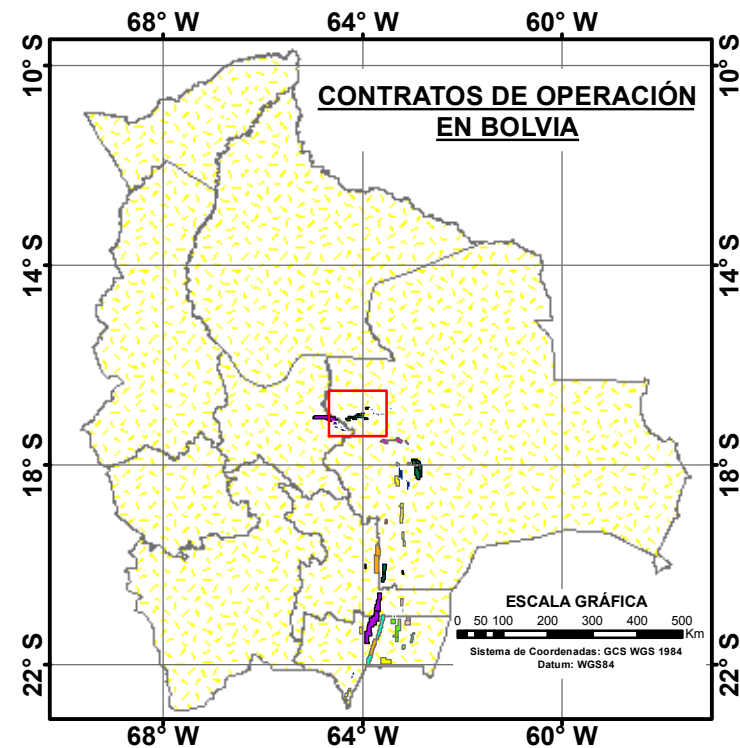 68° W 64° W 60° W
10° S 10° S
CONTRATOS DE OPERACIÓN
EN BOLVIA
14° S 14° S
18° S 18° S
ESCALA GRÁFICA
0 50 100 200 300 400 500
Km
Sistema de Coordenadas: GCS WGS 1984
Datum: WGS84
22° S 22° S
68° W 64° W 60° W